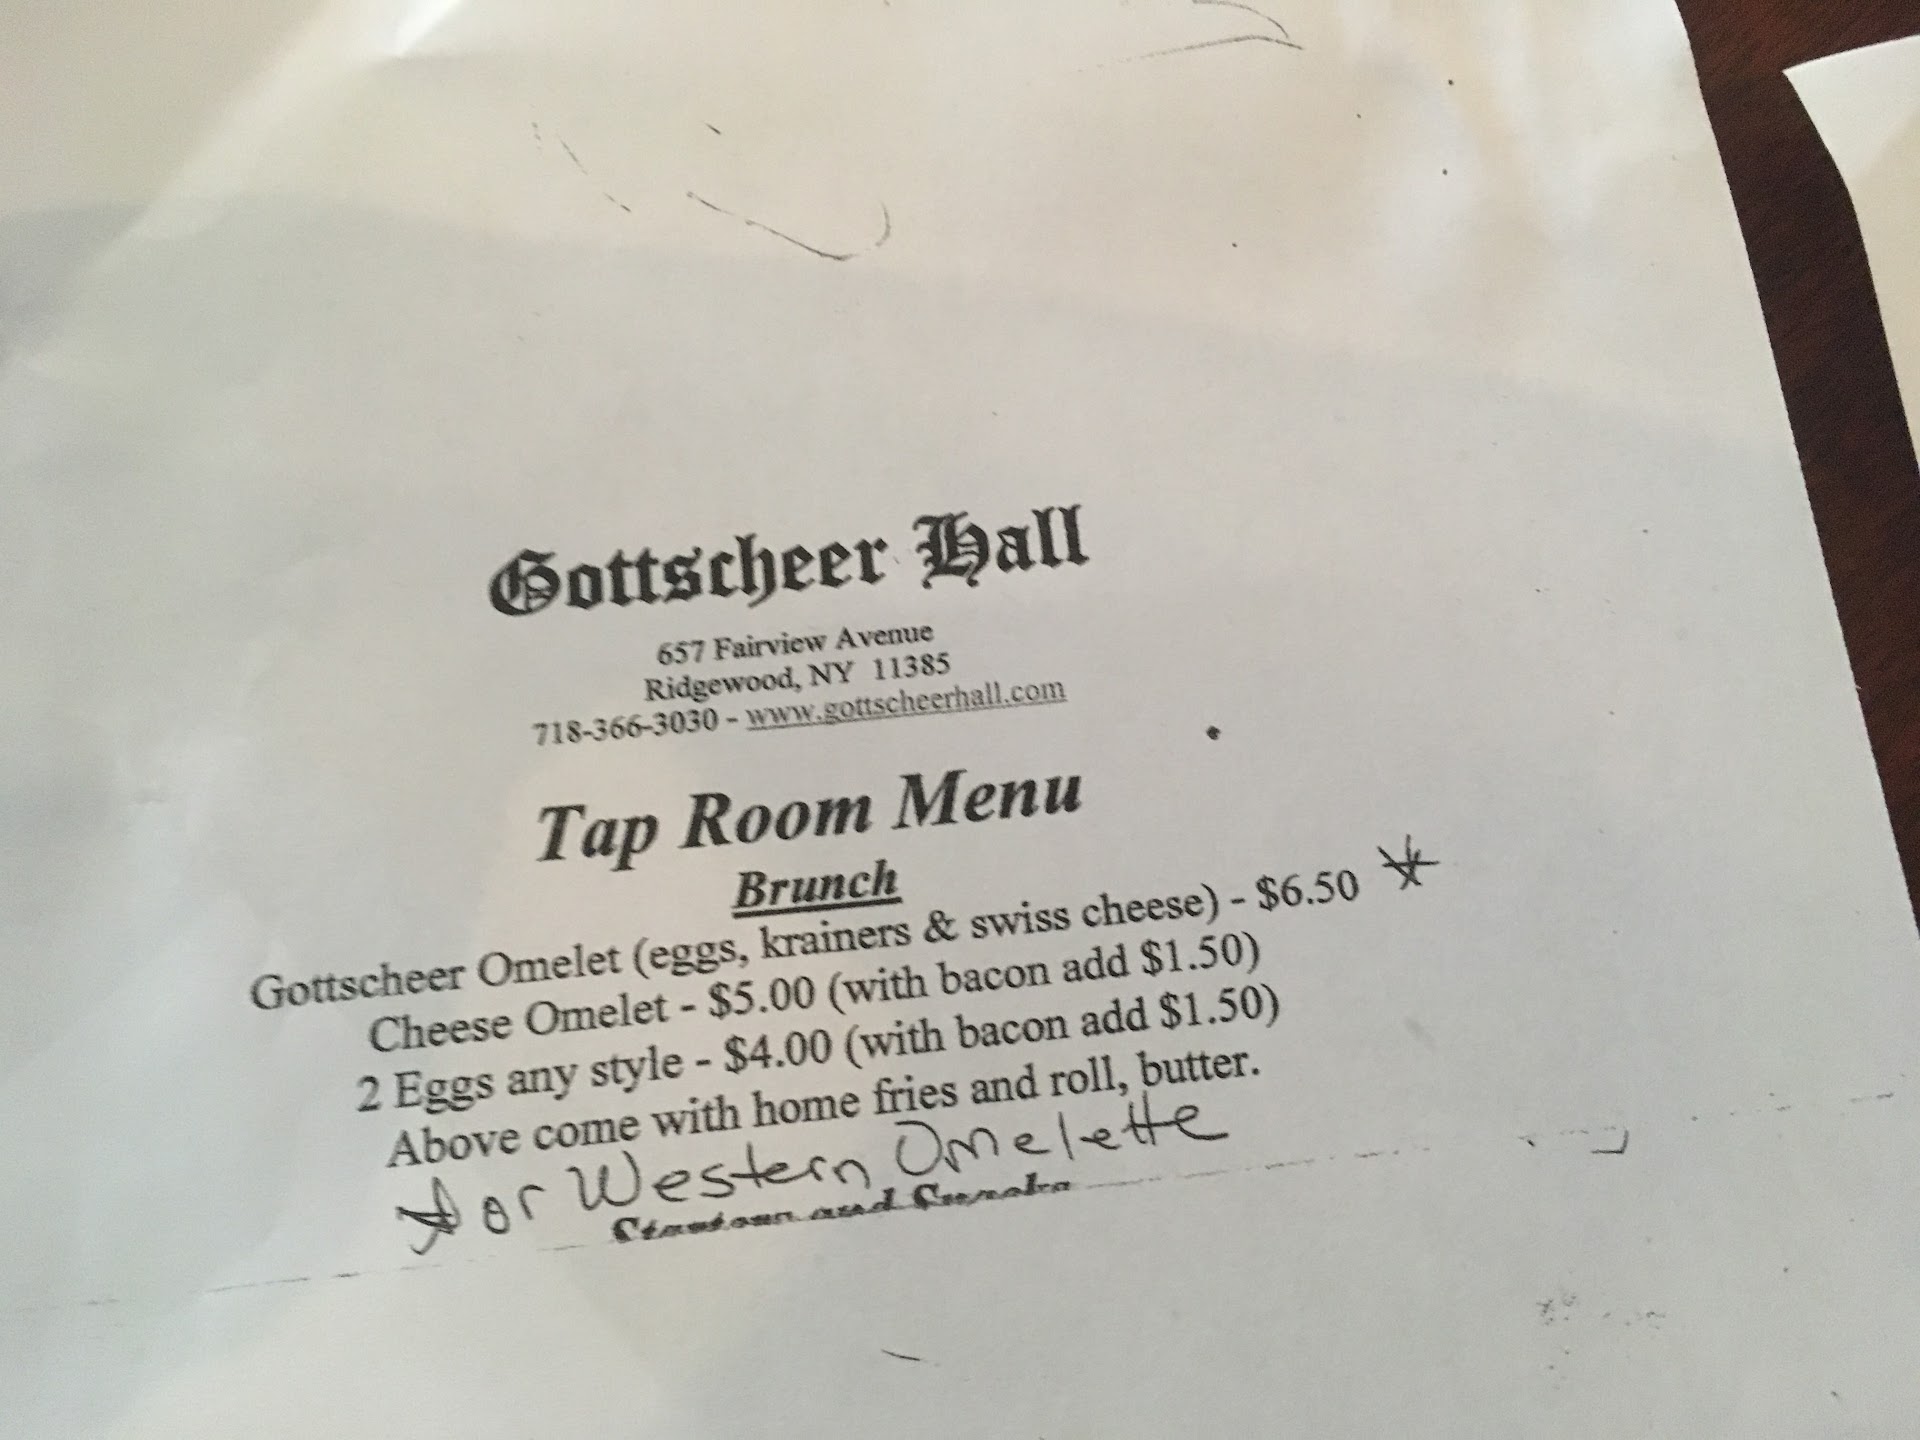 Gottscheer Hall
657 Fairview Avenue
Ridgewood, NY 11385
718-366-3030 - www.gottscheerhall.com
Tap Room Menu
Brunch
Gottscheer Omelet (eggs, krainers & swiss cheese) - $6.50 *
Cheese Omelet - $5.00 (with bacon add $1.50)
2 Eggs any style - $4.00 (with bacon add $1.50)
Above come with home fries and roll, butter.
* or Western Omelette
and